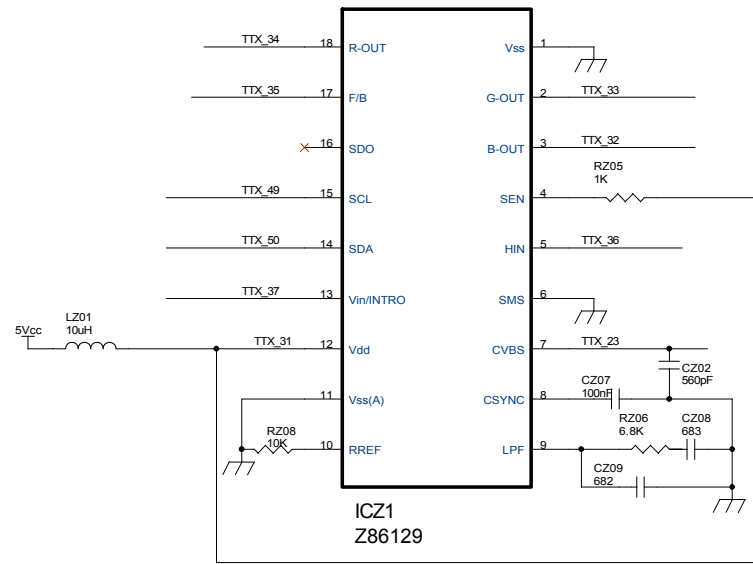 TTX_34 18 R-OUT Vss 1
TTX_35 17 F/B G-OUT 2 TTX_33
16 SDO B-OUT 3 TTX_32
RZ05
1K
TTX_49 15 SCL SEN 4
TTX_50 14 SDA HIN 5 TTX_36
TTX_37 13 Vin/INTRO SMS 6
LZ01
10uH
5Vcc
TTX_31 12 Vdd CVBS 7 TTX_23
CZ02
560pF
CZ07
100nF
11 Vss(A) CSYNC 8
RZ06
6.8K
CZ08
683
RZ08
10K
10 RREF LPF 9
CZ09
682
ICZ1
Z86129